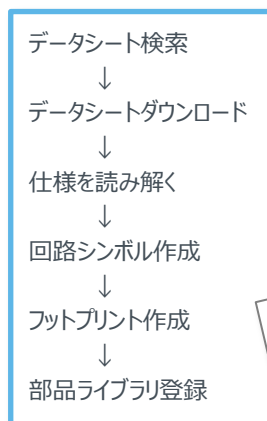 データシート検索
↓
データシートダウンロード
↓
仕様を読み解く
↓
回路シンボル作成
↓
フットプリント作成
↓
部品ライブラリ登録